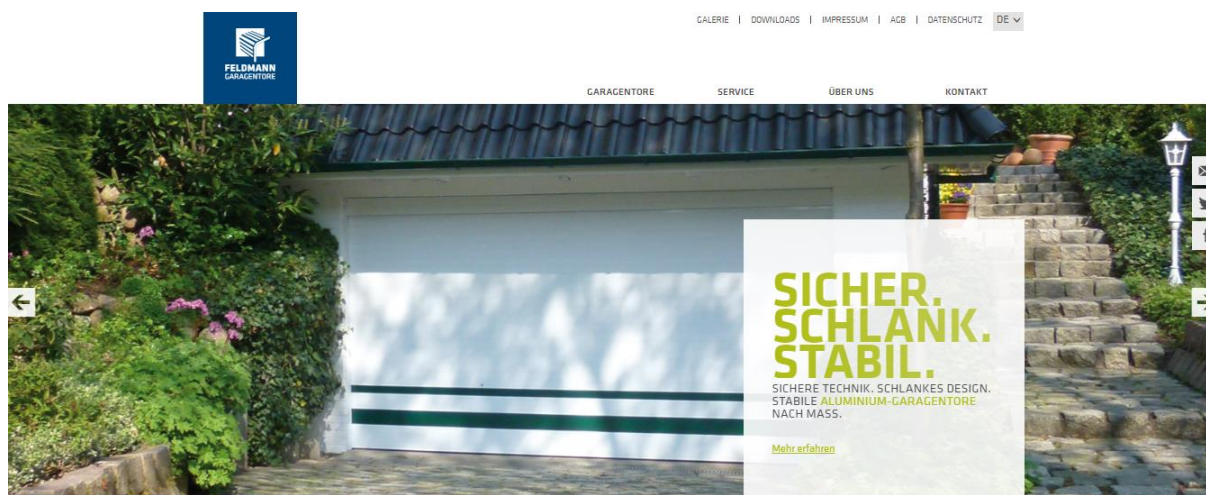 GALERIE | DOWNLOADS | IMPRESSUM | AGB | DATENSCHUTZ DE
FELDMANN
GARAGENTORE
GARAGENTORE SERVICE ÜBER UNS KONTAKT
SICHER.
SCHLANK.
STABIL.
SICHERE TECHNIK. SCHLANKES DESIGN.
STABILE ALUMINIUM-GARAGENTORE
NACH MASS.
Mehr erfahren